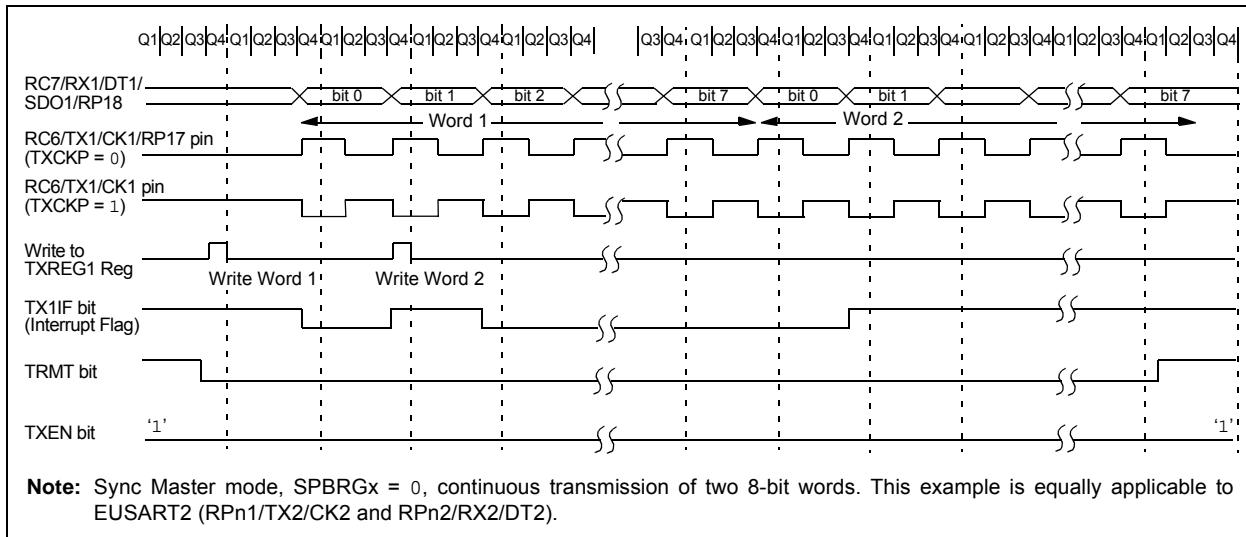 Q1 Q2 Q3 Q4 Q1 Q2 Q3 Q4 Q1 Q2 Q3 Q4 Q1 Q2 Q3 Q4 Q1 Q2 Q3 Q4 Q3 Q4 Q1 Q2 Q3 Q4 Q1 Q2 Q3 Q4 Q1 Q2 Q3 Q4 Q1 Q2 Q3 Q4 Q1 Q2 Q3 Q4 Q1 Q2 Q3 Q4
RC7/RX1/DT1/
SDO1/RP18
bit 0 bit 1 bit 2 bit 7 bit 0 bit 1 bit 7
Word 1 Word 2
RC6/TX1/CK1/RP17 pin
(TXCKP = 0)
RC6/TX1/CK1 pin
(TXCKP = 1)
Write to
TXREG1 Reg
Write Word 1 Write Word 2
TX1IF bit
(Interrupt Flag)
TRMT bit
TXEN bit
‘1’ ‘1’
Note: Sync Master mode, SPBRGx = 0, continuous transmission of two 8-bit words. This example is equally applicable to
EUSART2 (RPn1/TX2/CK2 and RPn2/RX2/DT2).